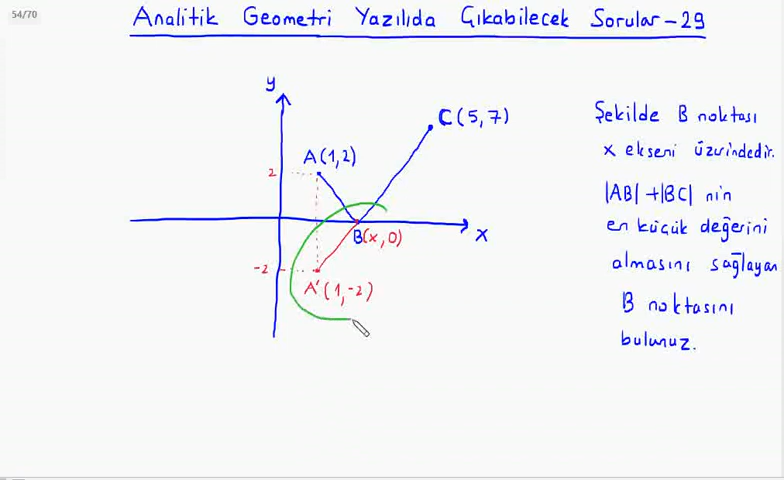 54/70
Analitik Geometri Yazılıda Çıkabilecek Sorular-29
y
C(5,7)
A(1,2)
2
B(x,0)
x
-2
A'(1,-2)
Şekilde B noktası
x ekseni üzerindedir.
|AB|+|BC| nin
en küçük değerini
almasını sağlayan
B noktasını
bulunuz.